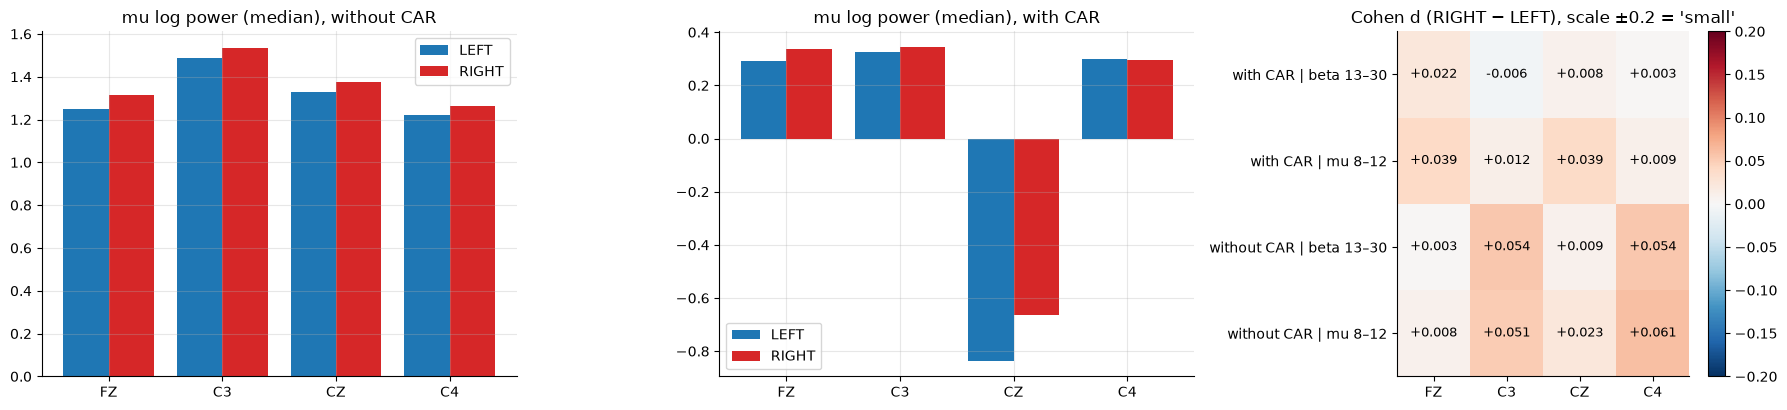 mu log power (median), without CAR
1.6
1.4
1.2
1.0
0.8
0.6
0.4
0.2
0.0
LEFT
RIGHT
FZ C3 CZ C4
mu log power (median), with CAR
0.4
0.2
0.0
−0.2
−0.4
−0.6
−0.8
LEFT
RIGHT
FZ C3 CZ C4
Cohen d (RIGHT − LEFT), scale ±0.2 = 'small'
with CAR | beta 13–30 +0.022 -0.006 +0.008 +0.003
with CAR | mu 8–12 +0.039 +0.012 +0.039 +0.009
without CAR | beta 13–30 +0.003 +0.054 +0.009 +0.054
without CAR | mu 8–12 +0.008 +0.051 +0.023 +0.061
FZ C3 CZ C4
0.20
0.15
0.10
0.05
0.00
−0.05
−0.10
−0.15
−0.20